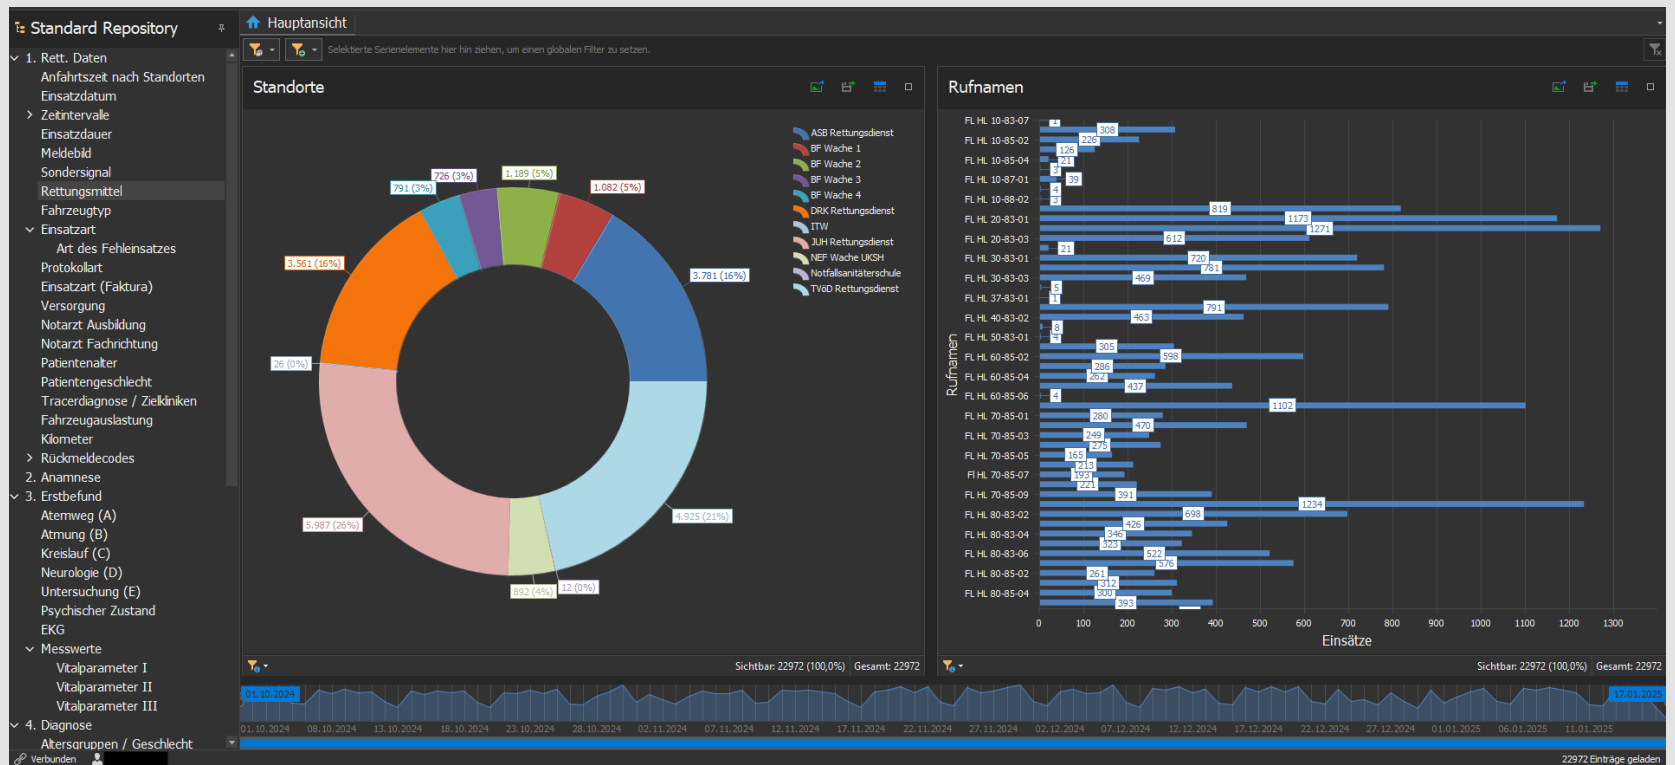 Standard Repository
1. Rett. Daten
Anfahrtszeit nach Standorten
Einsatzdatum
Zeitintervalle
Einsatzdauer
Meldebild
Sondersignal
Rettungsmittel
Fahrzeugtyp
Einsatzart
Art des Fehleinsatzes
Protokollart
Einsatzart (Faktura)
Versorgung
Notarzt Ausbildung
Notarzt Fachrichtung
Patientenalter
Patientengeschlecht
Tracerdiagnose / Zielkliniken
Fahrzeugauslastung
Kilometer
Rückmeldecodes
2. Anamnese
3. Erstbefund
Atemweg (A)
Atmung (B)
Kreislauf (C)
Neurologie (D)
Untersuchung (E)
Psychischer Zustand
EKG
Messwerte
Vitalparameter I
Vitalparameter II
Vitalparameter III
4. Diagnose
Altersgruppen / Geschlecht
Verbunden
Hauptansicht
Selektierte Serienelemente hier hin ziehen, um einen globalen Filter zu setzen.
Standorte
ASB Rettungsdienst
BF Wache 1
BF Wache 2
BF Wache 3
BF Wache 4
DRK Rettungsdienst
ITW
JUH Rettungsdienst
NEF Wache UKSH
Notfallsanitäterschule
TVöD Rettungsdienst
1.189 (5%)
726 (3%)
791 (3%)
1.082 (5%)
3.561 (16%)
3.781 (16%)
26 (0%)
5.987 (26%)
4.925 (21%)
892 (4%)
12 (0%)
Sichtbar: 22972 (100,0%) Gesamt: 22972
Rufnamen
Rufnamen
FL HL 10-83-07
1
308
FL HL 10-85-02
226
126
FL HL 10-85-04
21
3
FL HL 10-87-01
39
4
FL HL 10-88-02
3
819
FL HL 20-83-01
1173
1271
FL HL 20-83-03
612
21
FL HL 30-83-01
720
781
FL HL 30-83-03
469
5
FL HL 37-83-01
1
791
FL HL 40-83-02
463
8
FL HL 50-83-01
4
305
FL HL 60-85-02
598
286
FL HL 60-85-04
262
437
FL HL 60-85-06
4
1102
FL HL 70-85-01
280
470
FL HL 70-85-03
249
275
FL HL 70-85-05
165
213
Fl HL 70-85-07
193
221
FL HL 70-85-09
391
1234
FL HL 80-83-02
698
426
FL HL 80-83-04
346
323
FL HL 80-83-06
522
576
FL HL 80-85-02
261
312
FL HL 80-85-04
300
393
0 100 200 300 400 500 600 700 800 900 1000 1100 1200 1300
Einsätze
Sichtbar: 22972 (100,0%) Gesamt: 22972
01.10.2024
17.01.2025
01.10.2024 08.10.2024 13.10.2024 18.10.2024 23.10.2024 28.10.2024 02.11.2024 07.11.2024 12.11.2024 17.11.2024 22.11.2024 27.11.2024 02.12.2024 07.12.2024 12.12.2024 17.12.2024 22.12.2024 27.12.2024 01.01.2025 06.01.2025 11.01.2025
22972 Einträge geladen